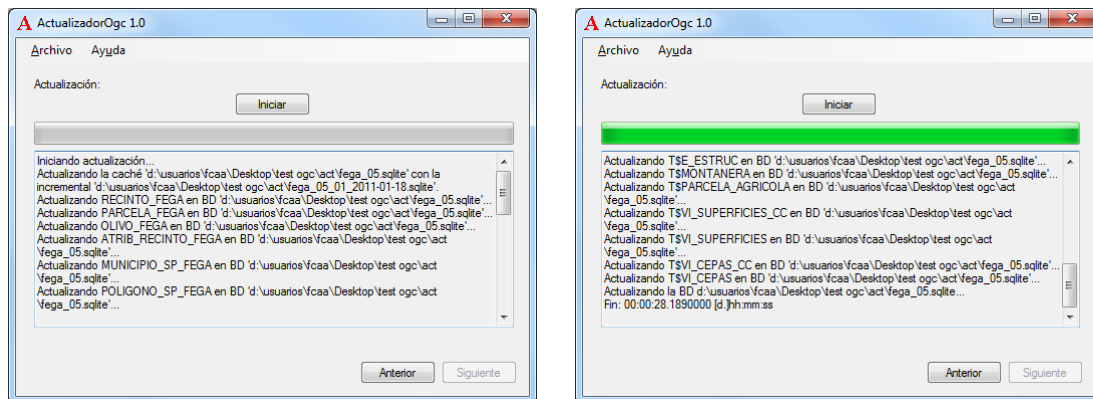 ActualizadorOgc 1.0
Archivo Ayuda
Actualización:
Iniciar
Iniciando actualización...
Actualizando la caché 'd:\usuarios\fcaa\Desktop\test ogc\act\fega_05.sqlite' con la
incremental 'd:\usuarios\fcaa\Desktop\test ogc\act\fega_05_01_2011-01-18.sqlite'.
Actualizando RECINTO_FEGA en BD 'd:\usuarios\fcaa\Desktop\test ogc\act\fega_05.sqlite'...
Actualizando PARCELA_FEGA en BD 'd:\usuarios\fcaa\Desktop\test ogc\act\fega_05.sqlite'...
Actualizando OLIVO_FEGA en BD 'd:\usuarios\fcaa\Desktop\test ogc\act\fega_05.sqlite'...
Actualizando ATRIB_RECINTO_FEGA en BD 'd:\usuarios\fcaa\Desktop\test ogc\act
\fega_05.sqlite'...
Actualizando MUNICIPIO_SP_FEGA en BD 'd:\usuarios\fcaa\Desktop\test ogc\act
\fega_05.sqlite'...
Actualizando POLIGONO_SP_FEGA en BD 'd:\usuarios\fcaa\Desktop\test ogc\act
\fega_05.sqlite'...
Anterior Siguiente
ActualizadorOgc 1.0
Archivo Ayuda
Actualización:
Iniciar
Actualizando T$E_ESTRUC en BD 'd:\usuarios\fcaa\Desktop\test ogc\act\fega_05.sqlite'...
Actualizando T$MONTANERA en BD 'd:\usuarios\fcaa\Desktop\test ogc\act\fega_05.sqlite'...
Actualizando T$PARCELA_AGRICOLA en BD 'd:\usuarios\fcaa\Desktop\test ogc\act
\fega_05.sqlite'...
Actualizando T$VI_SUPERFICIES_CC en BD 'd:\usuarios\fcaa\Desktop\test ogc\act
\fega_05.sqlite'...
Actualizando T$VI_SUPERFICIES en BD 'd:\usuarios\fcaa\Desktop\test ogc\act
\fega_05.sqlite'...
Actualizando T$VI_CEPAS_CC en BD 'd:\usuarios\fcaa\Desktop\test ogc\act\fega_05.sqlite'...
Actualizando T$VI_CEPAS en BD 'd:\usuarios\fcaa\Desktop\test ogc\act\fega_05.sqlite'...
Actualizando la BD d:\usuarios\fcaa\Desktop\test ogc\act\fega_05.sqlite...
Fin: 00:00:28.1890000 [d.]hh:mm:ss
Anterior Siguiente